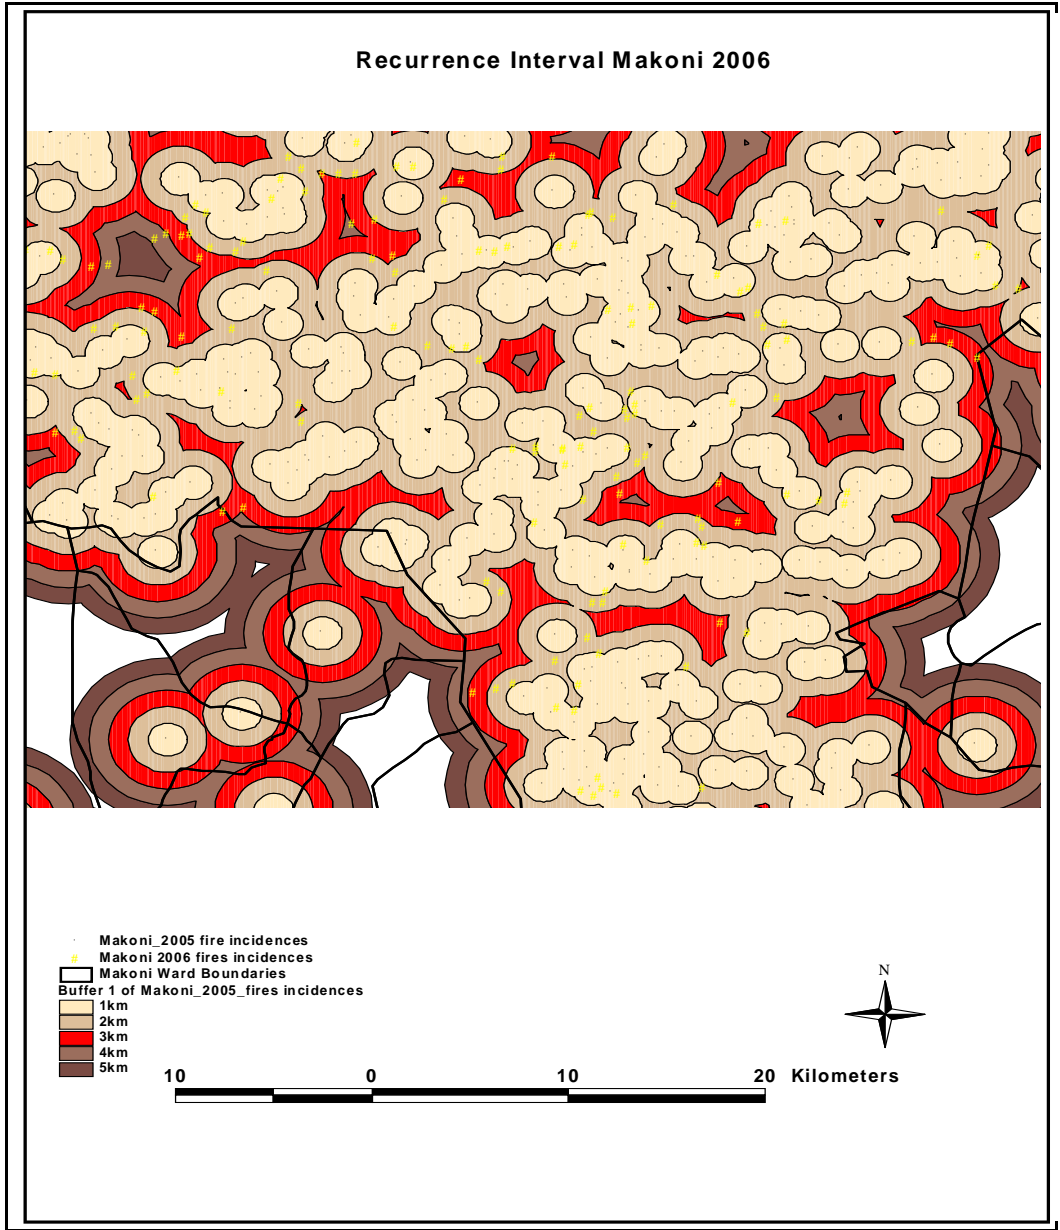 Recurrence Interval Makoni 2006
Makoni_2005 fire incidences
# Makoni 2006 fires incidences
Makoni Ward Boundaries
Buffer 1 of Makoni_2005_fires incidences
1km
2km
3km
4km
5km
N
10 0 10 20 Kilometers